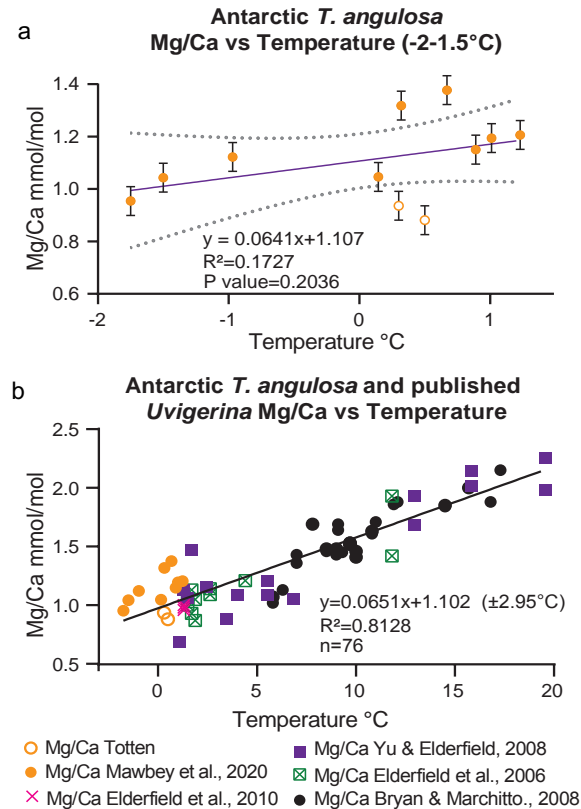 a
Antarctic T. angulosa
Mg/Ca vs Temperature (-2-1.5°C)
Mg/Ca mmol/mol
1.4
1.2
1.0
0.8
0.6
y = 0.0641x+1.107
R²=0.1727
P value=0.2036
-2
-1
0
1
Temperature °C
b
Antarctic T. angulosa and published
Uvigerina Mg/Ca vs Temperature
Mg/Ca mmol/mol
2.5
2.0
1.5
1.0
0.5
y=0.0651x+1.102 (±2.95°C)
R²=0.8128
n=76
0
5
10
15
20
Temperature °C
Mg/Ca Totten
Mg/Ca Mawbey et al., 2020
Mg/Ca Elderfield et al., 2010
Mg/Ca Yu & Elderfield, 2008
Mg/Ca Elderfield et al., 2006
Mg/Ca Bryan & Marchitto., 2008